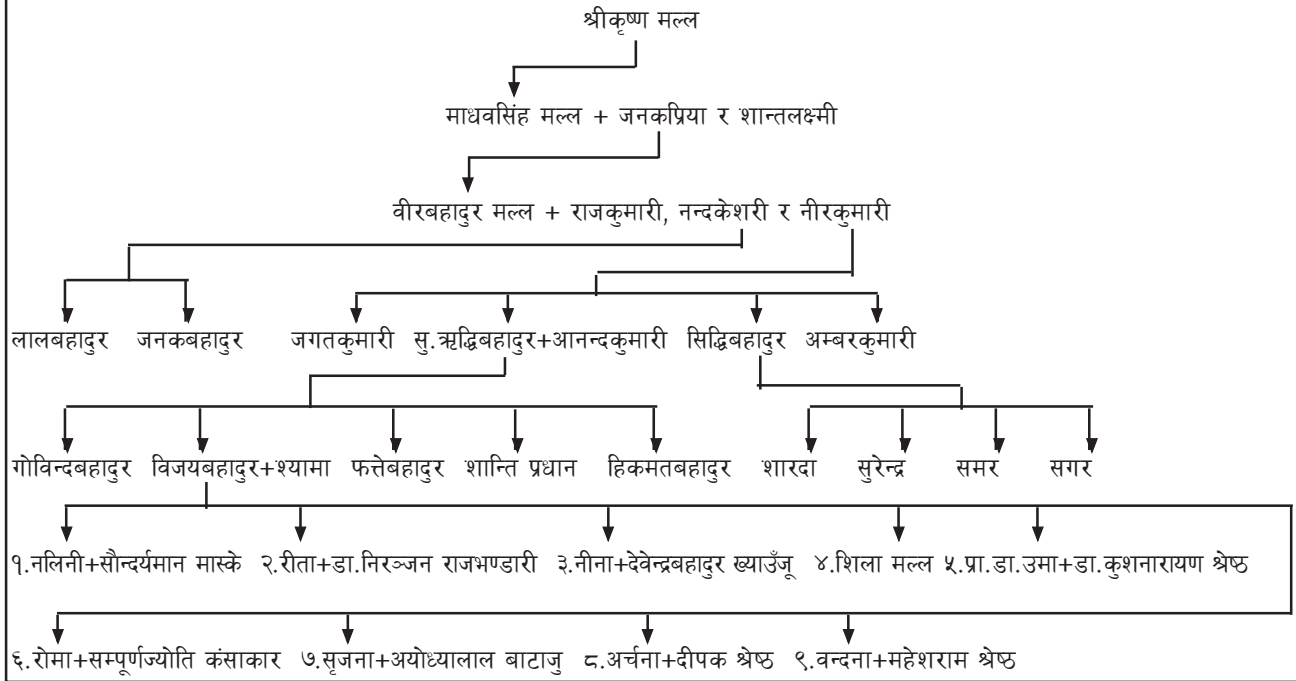 श्रीकृष्ण मल्ल
माधवसिंह मल्ल + जनकप्रिया र शान्तलक्ष्मी
वीरबहादुर मल्ल + राजकुमारी, नन्दकेशरी र नीरकुमारी
लालबहादुर जनकबहादुर जगतकुमारी सु.ऋद्धिबहादुर+आनन्दकुमारी सिद्धिबहादुर अम्बरकुमारी
गोविन्दबहादुर विजयबहादुर+श्यामा फत्तेबहादुर शान्ति प्रधान हिकमतबहादुर शारदा सुरेन्द्र समर सगर
१.नलिनी+सौन्दर्यमान मास्के २.रीता+डा.निरञ्जन राजभण्डारी ३.नीना+देवेन्द्रबहादुर ख्याउँजू ४.शिला मल्ल ५.प्रा.डा.उमा+डा.कुशनारायण श्रेष्ठ
६.रोमा+सम्पूर्णज्योति कंसाकार ७.सृजना+अयोध्यालाल बाटाजु ८.अर्चना+दीपक श्रेष्ठ ९.वन्दना+महेशराम श्रेष्ठ